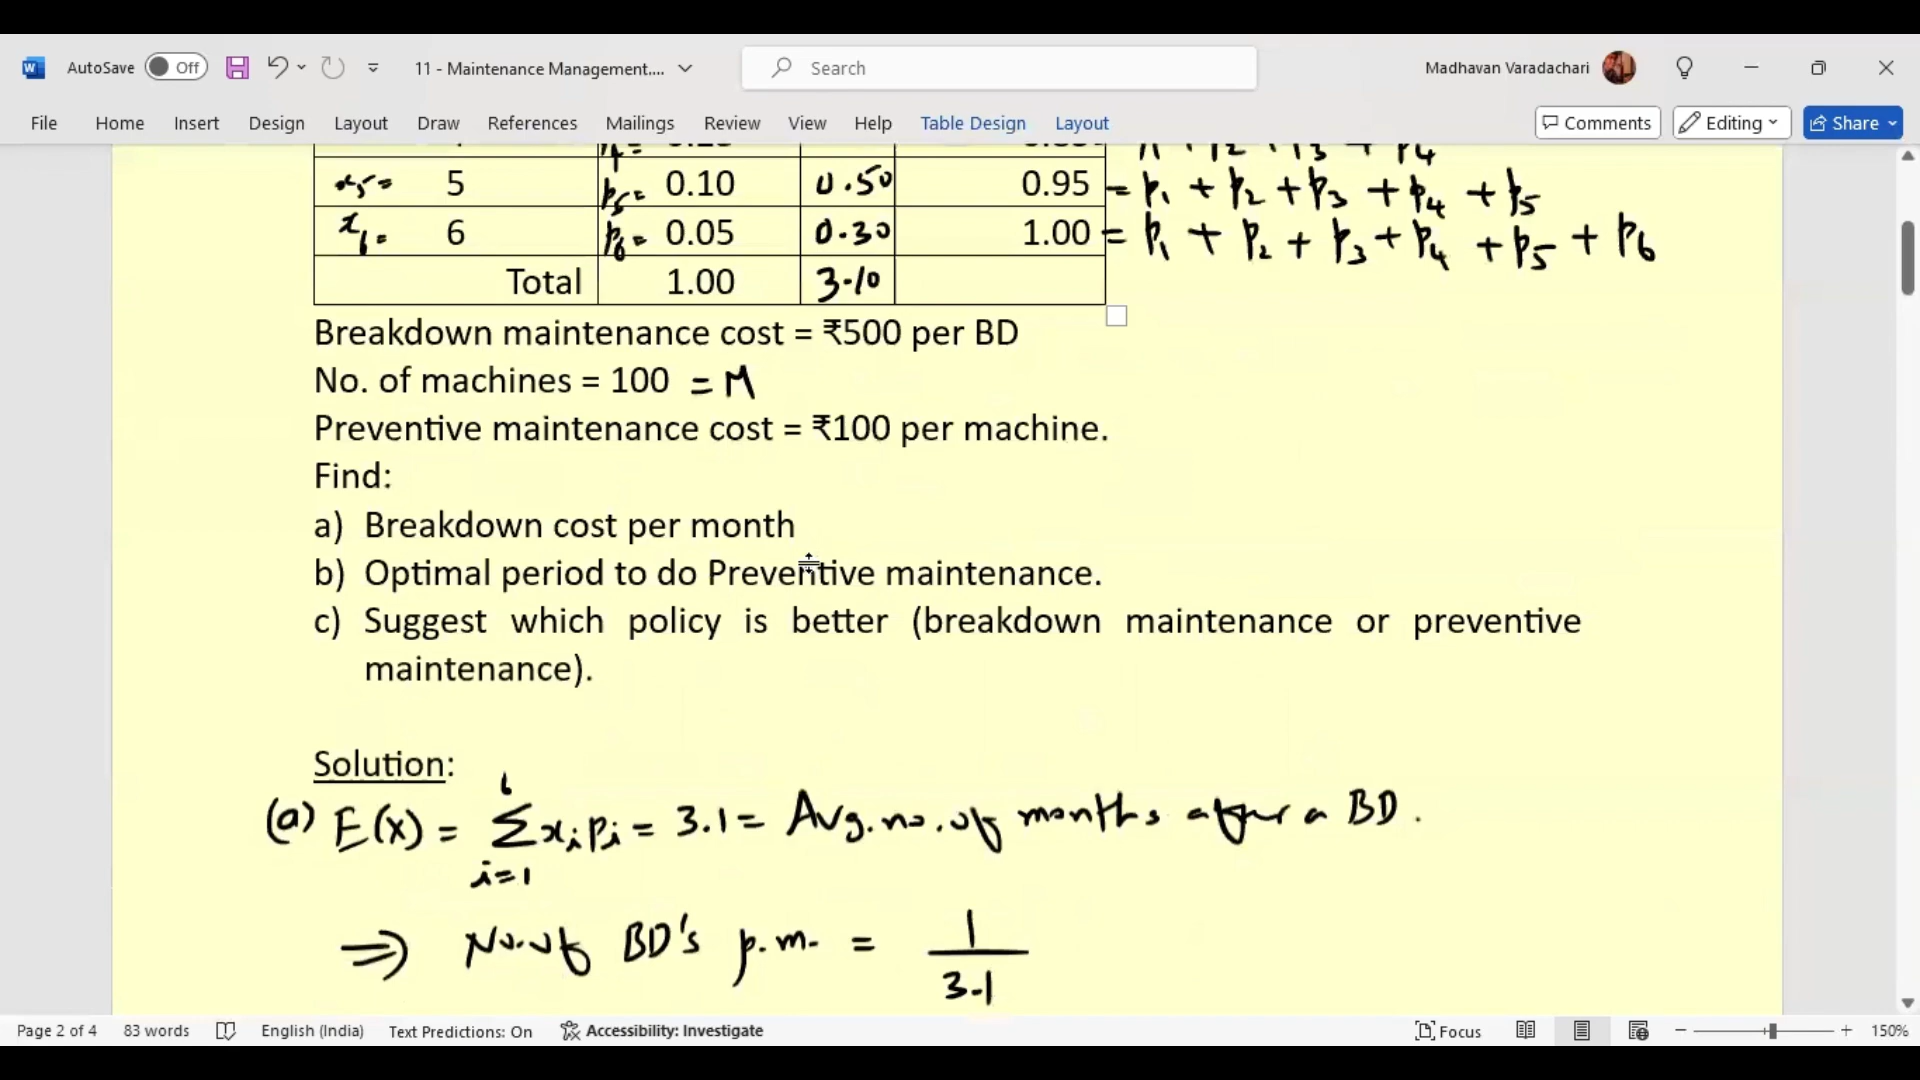 AutoSave Off 11 - Maintenance Management.... Search Madhavan Varadachari
File Home Insert Design Layout Draw References Mailings Review View Help Table Design Layout Comments Editing Share
x5= 5 p5= 0.10 0.50 0.95 = p1 + p2 + p3 + p4 + p5
6 p6= 0.05 0.30 1.00 = p1 + p2 + p3 + p4 + p5 + p6
Total 1.00 3.10
Breakdown maintenance cost = ₹500 per BD
No. of machines = 100 = M
Preventive maintenance cost = ₹100 per machine.
Find:
a) Breakdown cost per month
b) Optimal period to do Preventive maintenance.
c) Suggest which policy is better (breakdown maintenance or preventive
maintenance).
Solution:
(a) E(X) = 6 Σ i=1 xi pi = 3.1 = Avg. no. of months after a BD.
⇒ No. of BD's p.m. = 1/3.1
Page 2 of 4 83 words English (India) Text Predictions: On Accessibility: Investigate Focus 150%